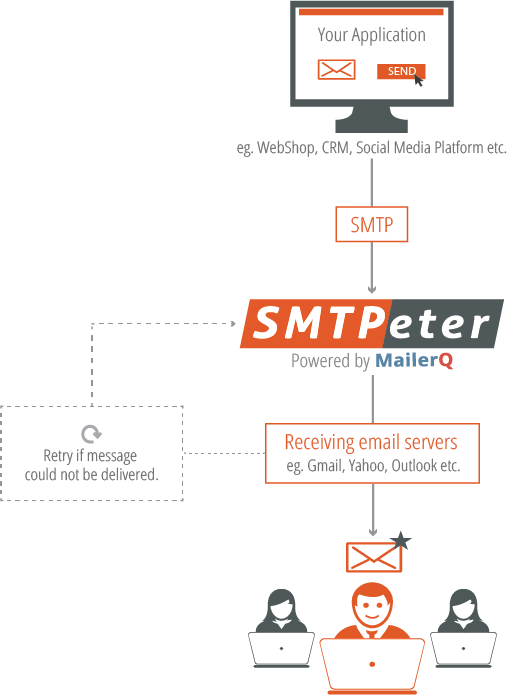 Your Application
SEND
eg. WebShop, CRM, Social Media Platform etc.
SMTP
SMTPeter
Powered by MailerQ
Retry if message
could not be delivered.
Receiving email servers
eg. Gmail, Yahoo, Outlook etc.